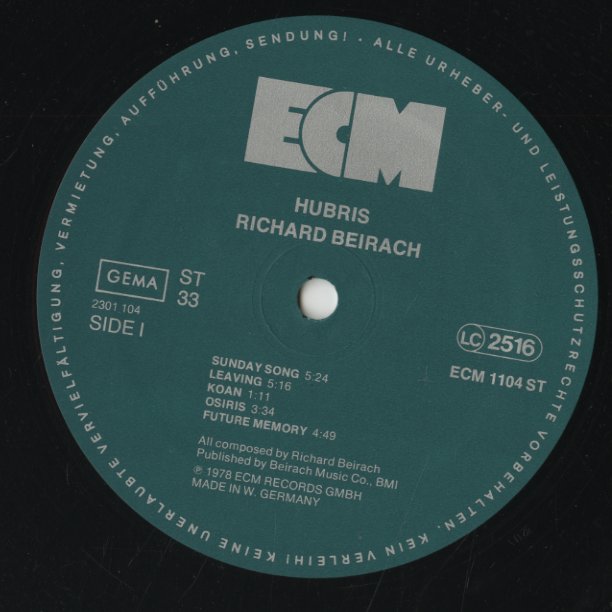 KEINE UNERLAUBTE VERVIELFÄLTIGUNG, VERMIETUNG, AUFFÜHRUNG, SENDUNG! · ALLE URHEBER- UND LEISTUNGSSCHUTZRECHTE VORBEHALTEN. KEIN VERLEIH!
ECM
HUBRIS
RICHARD BEIRACH
GEMA
ST
33
2301 104
SIDE I
LC 2516
ECM 1104 ST
SUNDAY SONG 5:24
LEAVING 5:16
KOAN 1:11
OSIRIS 3:34
FUTURE MEMORY 4:49
All composed by Richard Beirach
Published by Beirach Music Co., BMI
℗ 1978 ECM RECORDS GMBH
MADE IN W. GERMANY